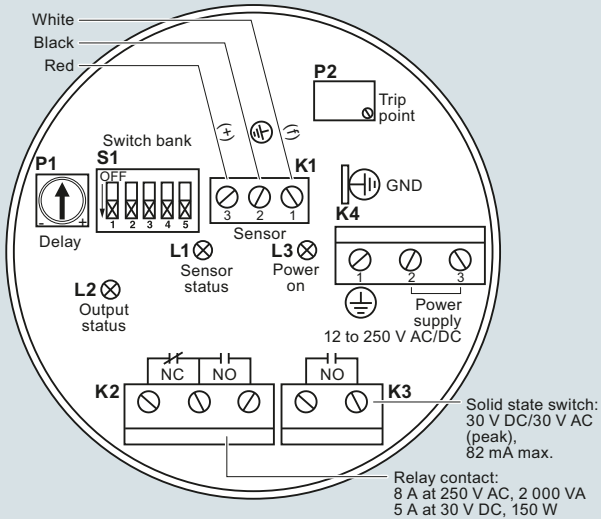 White
Black
Red
P2
Trip
point
(+)
(f)
Switch bank
P1
S1
OFF
K1
1 2 3 4 5
3 2 1
GND
K4
- +
Delay
Sensor
L1
Sensor
status
L3
Power
on
1 2 3
L2
Output
status
Power
supply
12 to 250 V AC/DC
NC NO
NO
K2
K3
Solid state switch:
30 V DC/30 V AC
(peak),
82 mA max.
Relay contact:
8 A at 250 V AC, 2 000 VA
5 A at 30 V DC, 150 W